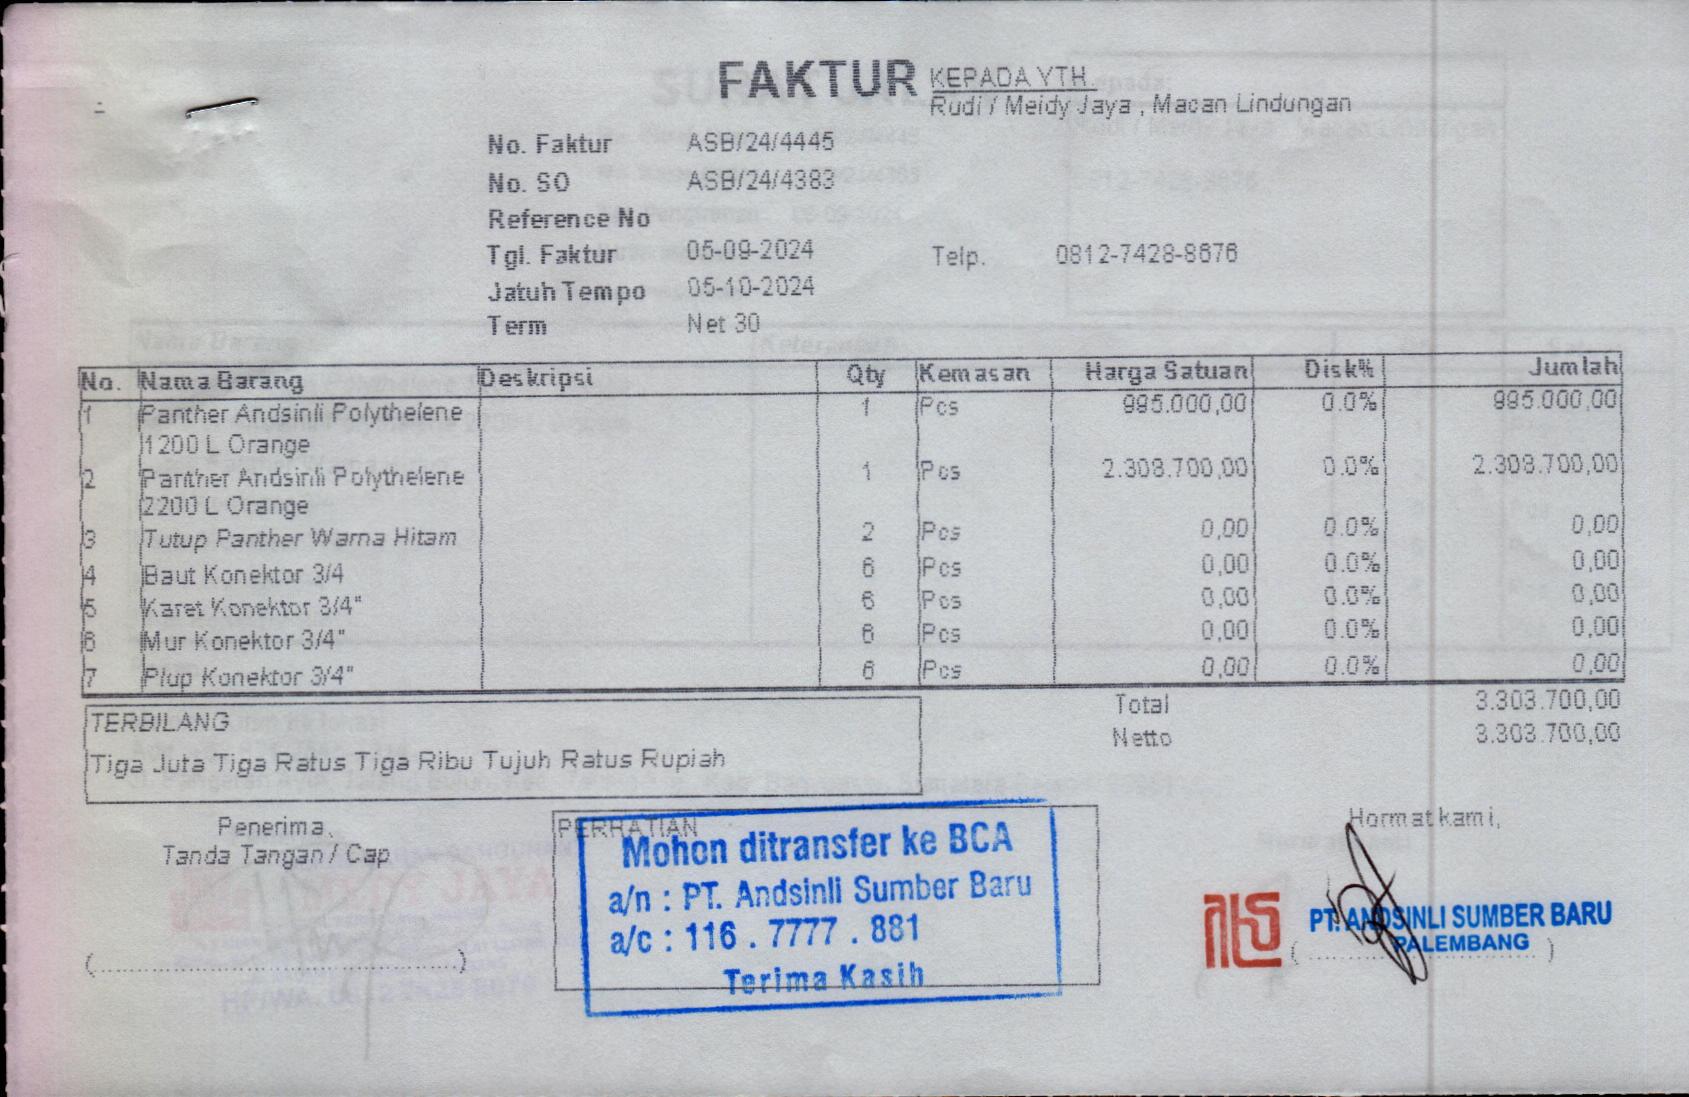 FAKTUR
KEPADA YTH.
Rudi / Meidy Jaya , Macan Lindungan
No. Faktur ASB/24/4445
No. SO ASB/24/4383
Reference No
Tgl. Faktur 05-09-2024 Telp. 0812-7428-8676
Jatuh Tempo 05-10-2024
Term Net 30
No. Nama Barang Deskripsi Qty Kemasan Harga Satuan Disk% Jumlah
1 Panther Andsinli Polythelene 1 Pcs 995.000,00 0.0% 995.000,00
1200 L Orange
2 Panther Andsinli Polythelene 1 Pcs 2.308.700,00 0.0% 2.308.700,00
2200 L Orange
3 Tutup Panther Warna Hitam 2 Pcs 0,00 0.0% 0,00
4 Baut Konektor 3/4 6 Pcs 0,00 0.0% 0,00
5 Karet Konektor 3/4" 6 Pcs 0,00 0.0% 0,00
6 Mur Konektor 3/4" 6 Pcs 0,00 0.0% 0,00
7 Plup Konektor 3/4" 6 Pcs 0,00 0.0% 0,00
Total 3.303.700,00
Netto 3.303.700,00
TERBILANG
Tiga Juta Tiga Ratus Tiga Ribu Tujuh Ratus Rupiah
Penerima,
Tanda Tangan / Cap
PERHATIAN
Mohon ditransfer ke BCA
a/n : PT. Andsinli Sumber Baru
a/c : 116 . 7777 . 881
Terima Kasih
Hormat kami,
PT. ANDSINLI SUMBER BARU
PALEMBANG